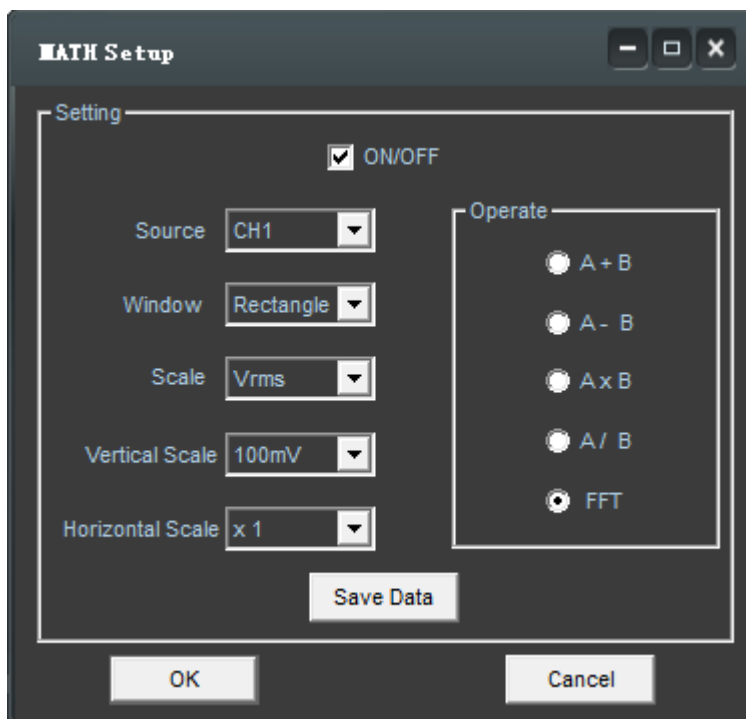 MATH Setup
Setting
ON/OFF
Source CH1
Window Rectangle
Scale Vrms
Vertical Scale 100mV
Horizontal Scale x 1
Operate
A + B
A - B
A x B
A / B
FFT
Save Data
OK Cancel